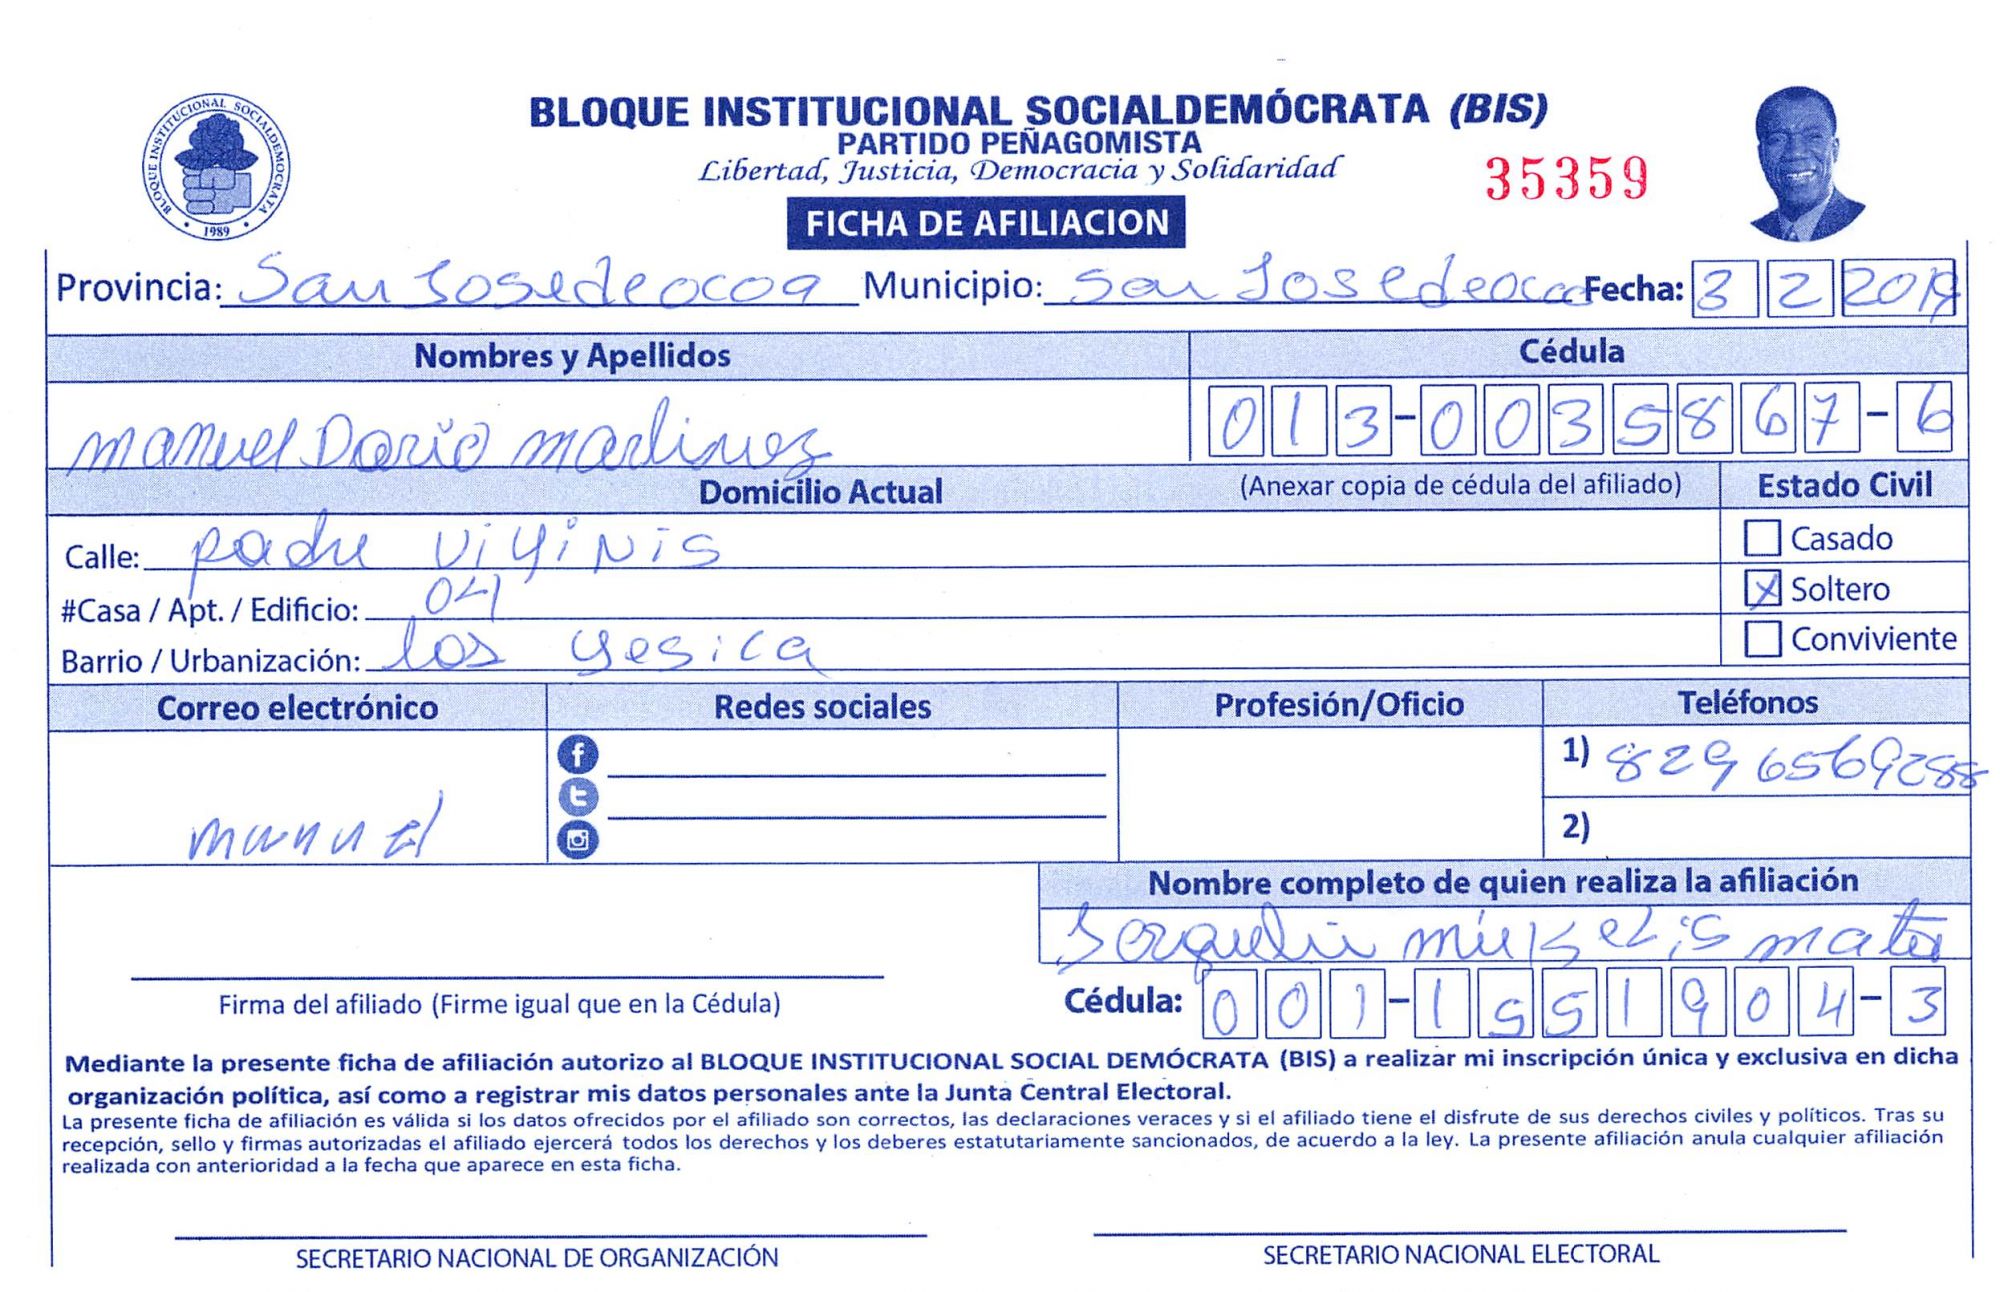 BLOQUE INSTITUCIONAL SOCIALDEMÓCRATA (BIS)
PARTIDO PEÑAGOMISTA
Libertad, Justicia, Democracia y Solidaridad
35359
BLOQUE INSTITUCIONAL SOCIALDEMOCRATA
1989
FICHA DE AFILIACION
Provincia: San Josedeocoa Municipio: San Josedeocoa Fecha: 3 2 2019
Nombres y Apellidos Cédula
manuel Dario martinez 013-0035867-6
Domicilio Actual (Anexar copia de cédula del afiliado) Estado Civil
Calle: padre Casado
#Casa / Apt. / Edificio: 04 Soltero
Barrio / Urbanización: los yesica Conviviente
Correo electrónico Redes sociales Profesión/Oficio Teléfonos
1) 829 6569288
manuel
2)
Nombre completo de quien realiza la afiliación
Firma del afiliado (Firme igual que en la Cédula) Cédula: 001-1551904-3
Mediante la presente ficha de afiliación autorizo al BLOQUE INSTITUCIONAL SOCIAL DEMÓCRATA (BIS) a realizar mi inscripción única y exclusiva en dicha
organización política, así como a registrar mis datos personales ante la Junta Central Electoral.
La presente ficha de afiliación es válida si los datos ofrecidos por el afiliado son correctos, las declaraciones veraces y si el afiliado tiene el disfrute de sus derechos civiles y políticos. Tras su
recepción, sello y firmas autorizadas el afiliado ejercerá todos los derechos y los deberes estatutariamente sancionados, de acuerdo a la ley. La presente afiliación anula cualquier afiliación
realizada con anterioridad a la fecha que aparece en esta ficha.
SECRETARIO NACIONAL DE ORGANIZACIÓN SECRETARIO NACIONAL ELECTORAL